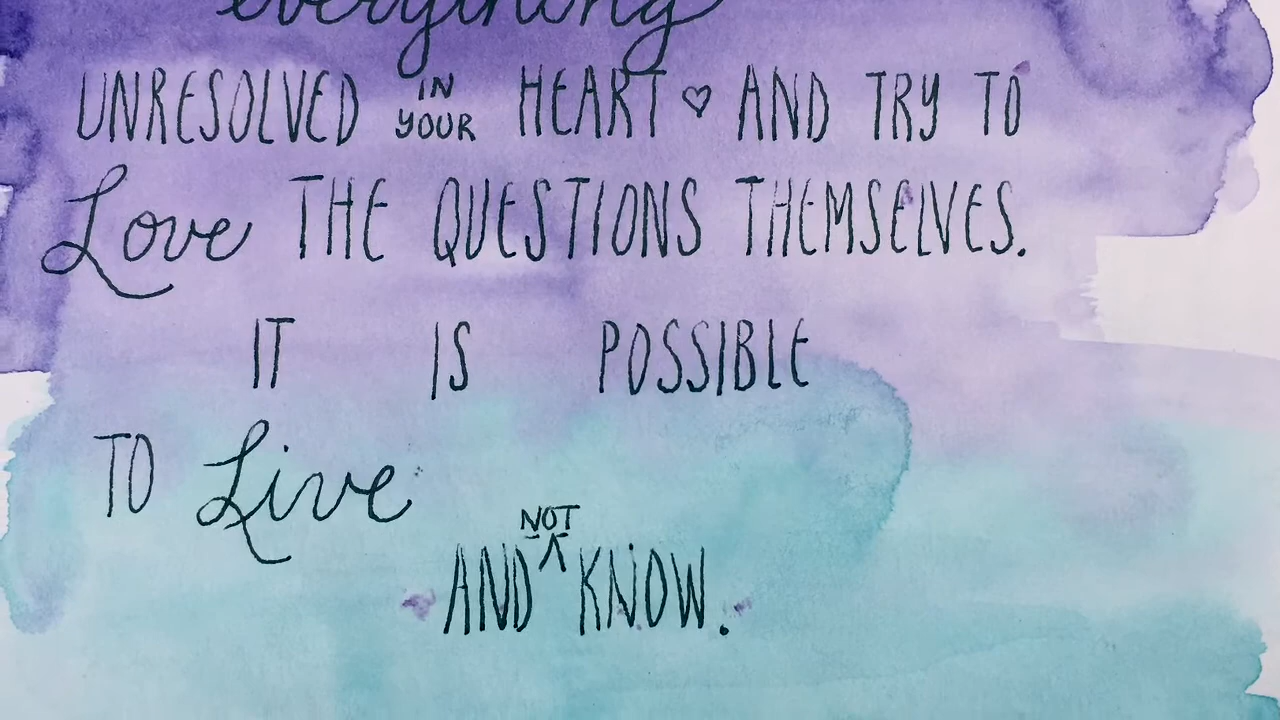 everything
UNRESOLVED IN YOUR HEART ♡ AND TRY TO
Love THE QUESTIONS THEMSELVES.
IT IS POSSIBLE
TO Live
NOT
AND ^ KNOW.